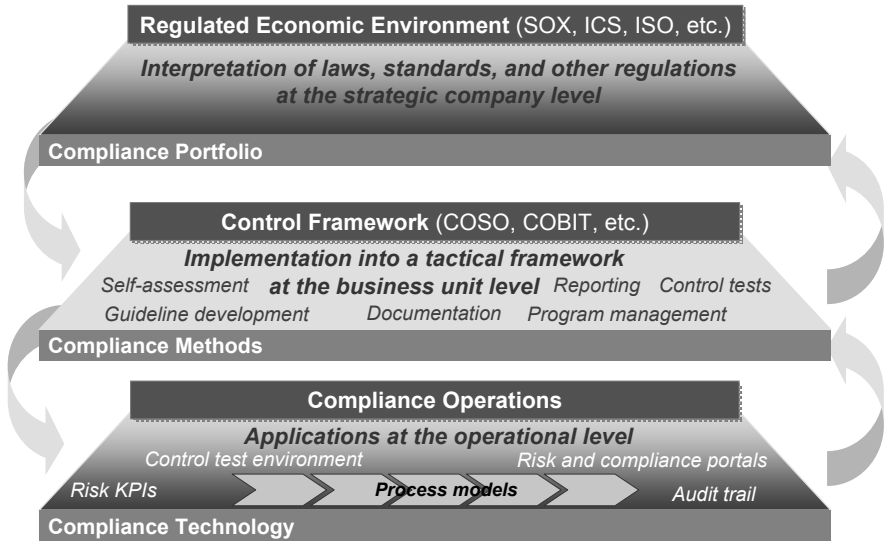 Regulated Economic Environment (SOX, ICS, ISO, etc.)
Interpretation of laws, standards, and other regulations
at the strategic company level
Compliance Portfolio
Control Framework (COSO, COBIT, etc.)
Implementation into a tactical framework
Self-assessment at the business unit level Reporting Control tests
Guideline development Documentation Program management
Compliance Methods
Compliance Operations
Applications at the operational level
Control test environment Risk and compliance portals
Risk KPIs Process models Audit trail
Compliance Technology